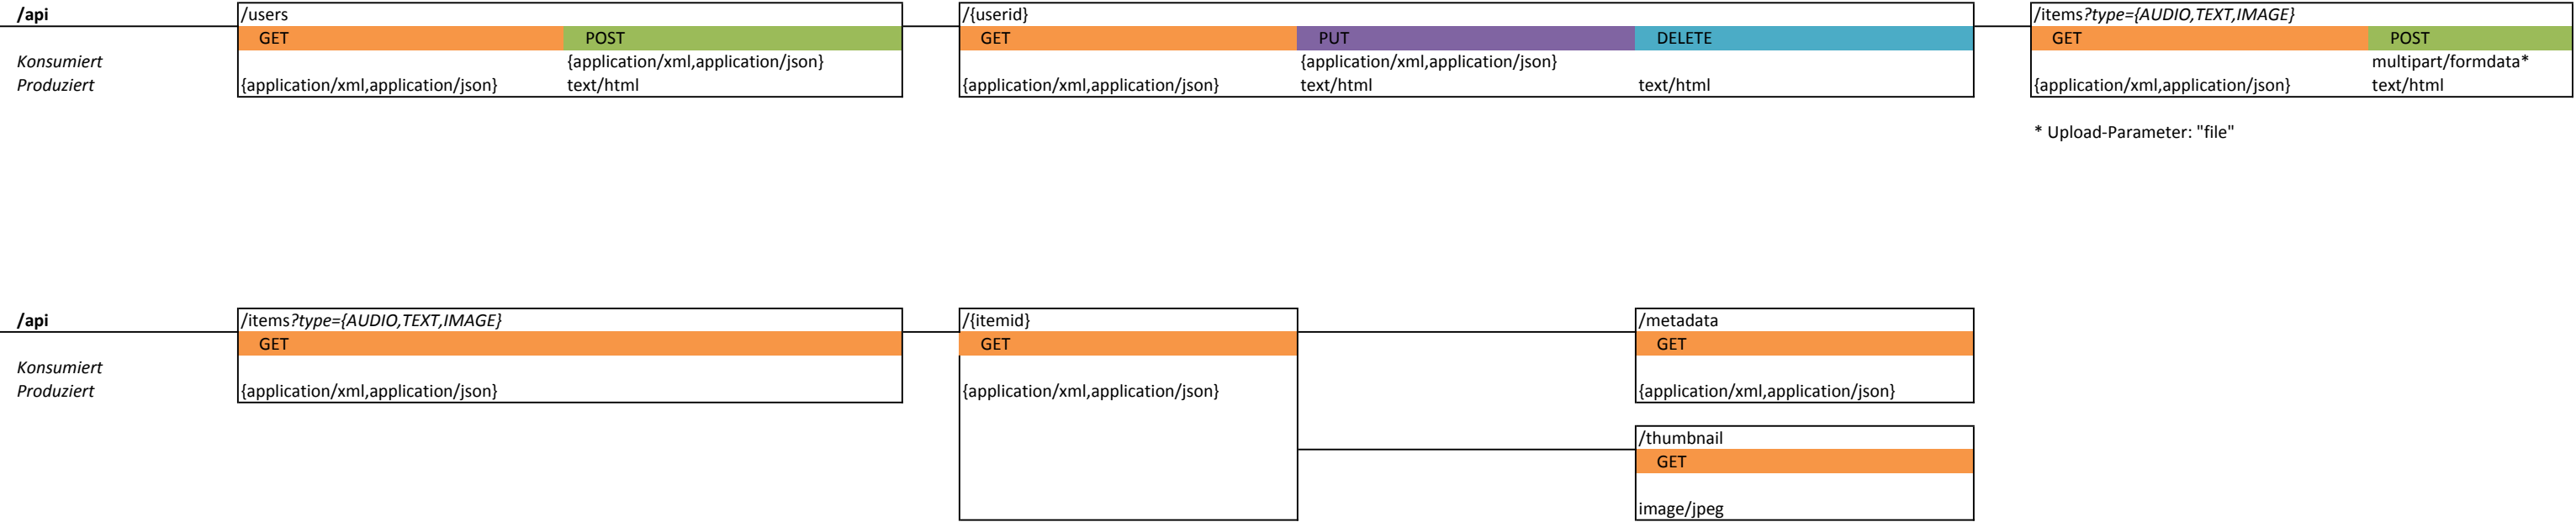 /api /users /{userid} /items?type={AUDIO,TEXT,IMAGE}
GET POST GET PUT DELETE GET POST
Konsumiert {application/xml,application/json} {application/xml,application/json} multipart/formdata*
Produziert {application/xml,application/json} text/html {application/xml,application/json} text/html text/html {application/xml,application/json} text/html
* Upload-Parameter: "file"
/api /items?type={AUDIO,TEXT,IMAGE} /{itemid} /metadata
GET GET GET
Konsumiert
Produziert {application/xml,application/json} {application/xml,application/json} {application/xml,application/json}
/thumbnail
GET
image/jpeg